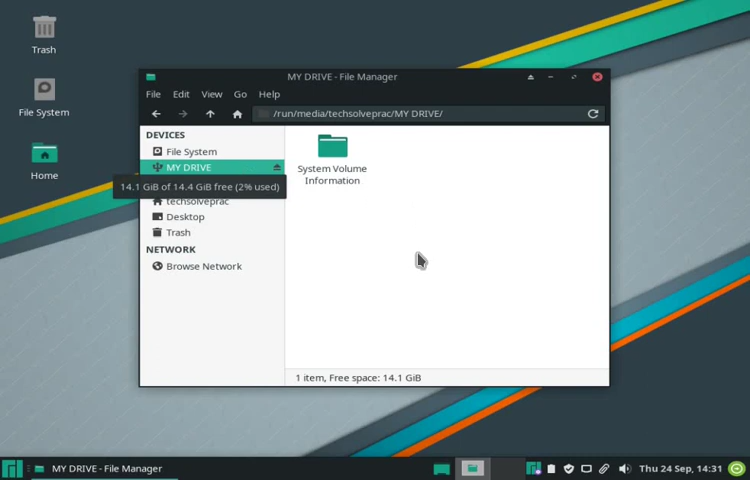 Trash
File System
Home
MY DRIVE - File Manager
File Edit View Go Help
/run/media/techsolveprac/MY DRIVE/
DEVICES
File System
MY DRIVE
14.1 GiB of 14.4 GiB free (2% used)
techsolveprac
Desktop
Trash
NETWORK
Browse Network
System Volume
Information
1 item, Free space: 14.1 GiB
MY DRIVE - File Manager
Thu 24 Sep, 14:31